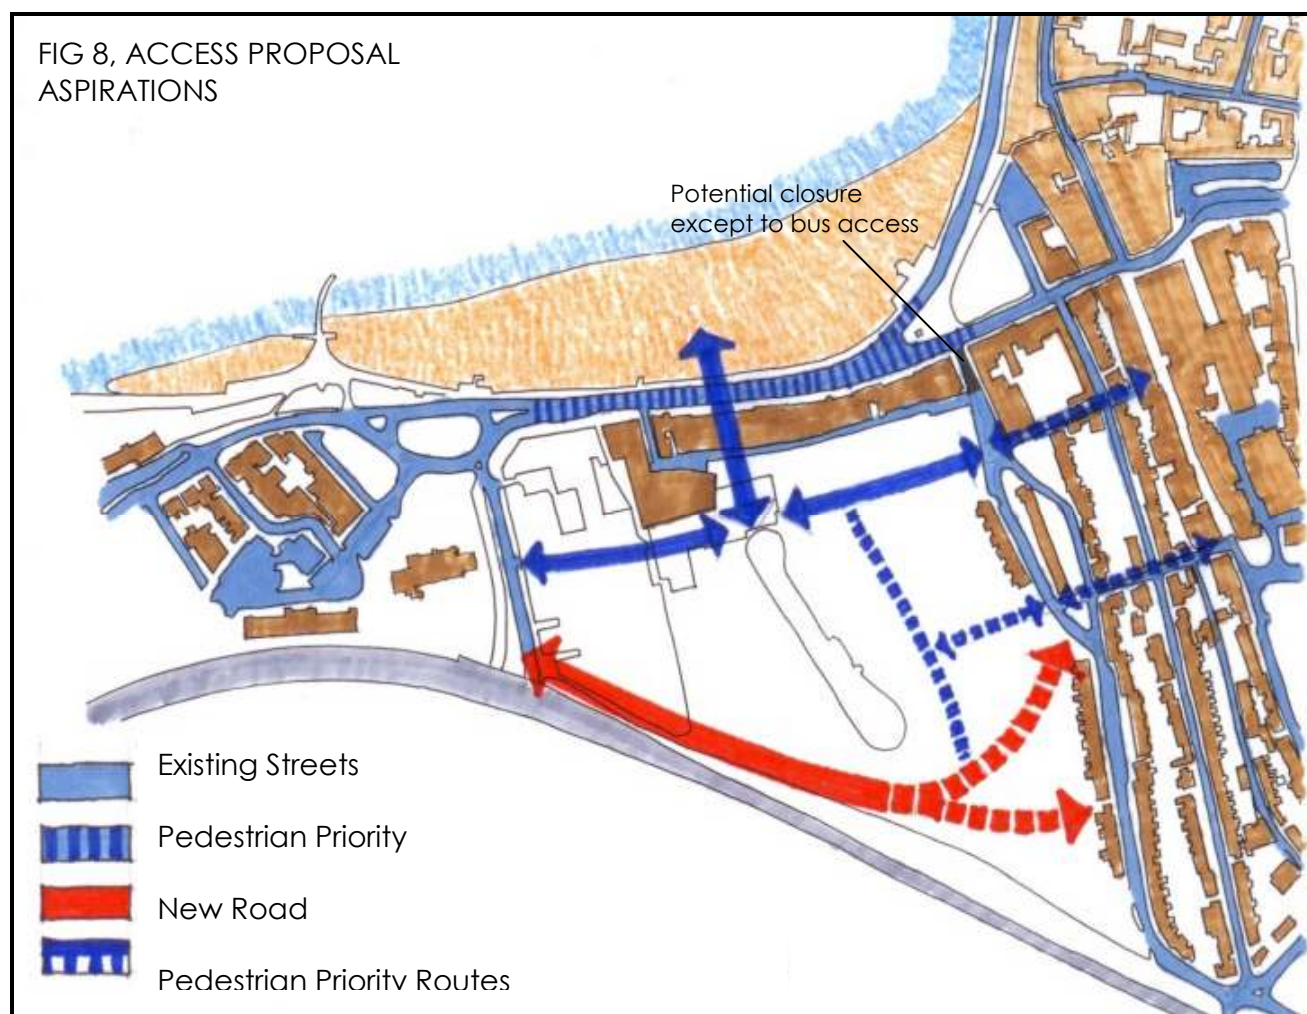 FIG 8, ACCESS PROPOSAL
ASPIRATIONS
Potential closure
except to bus access
Existing Streets
Pedestrian Priority
New Road
Pedestrian Priority Routes